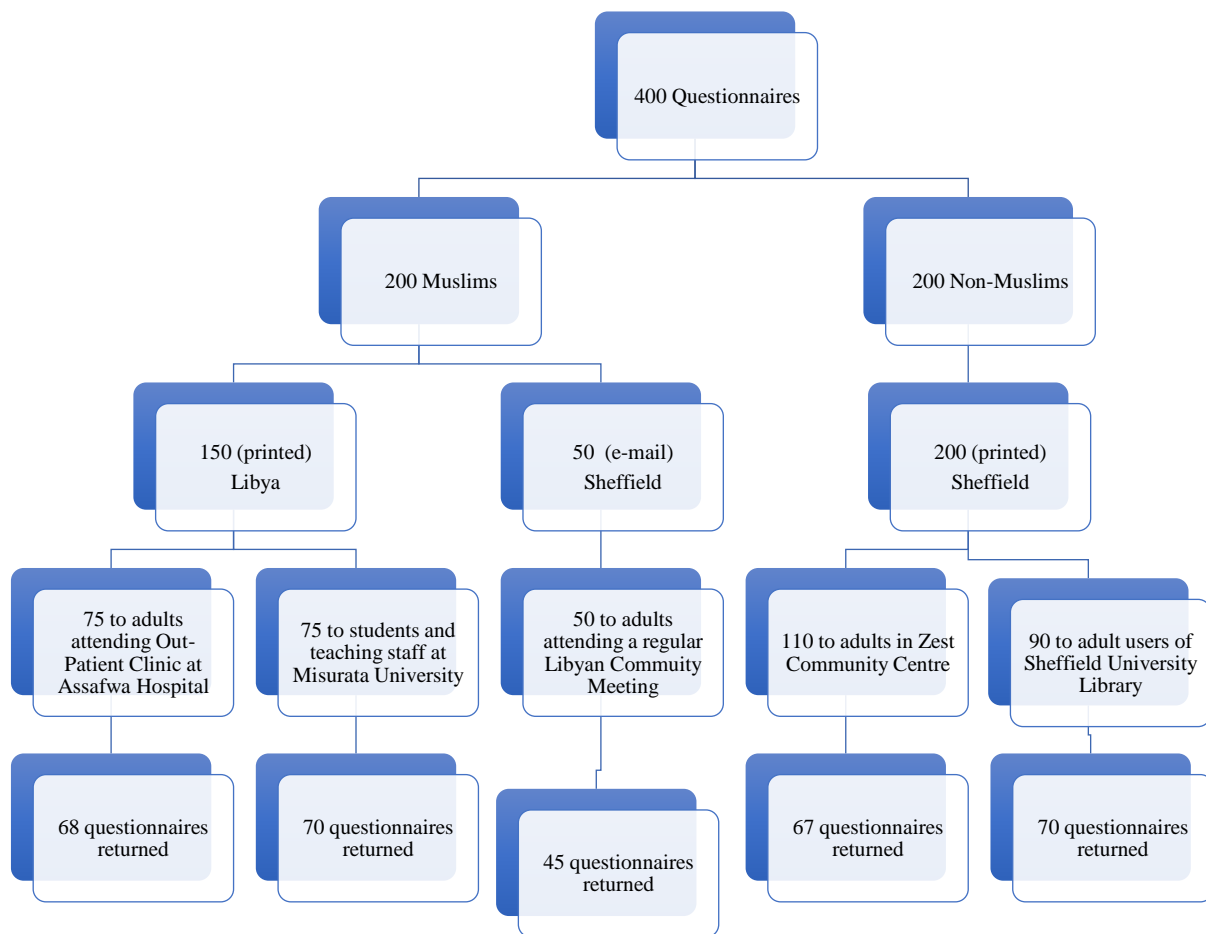 400 Questionnaires
200 Muslims
200 Non-Muslims
150 (printed)
Libya
50 (e-mail)
Sheffield
200 (printed)
Sheffield
75 to adults
attending Out-
Patient Clinic at
Assafwa Hospital
75 to students and
teaching staff at
Misurata University
50 to adults
attending a regular
Libyan Commuity
Meeting
110 to adults in Zest
Community Centre
90 to adult users of
Sheffield University
Library
68 questionnaires
returned
70 questionnaires
returned
45 questionnaires
returned
67 questionnaires
returned
70 questionnaires
returned